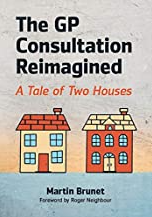 The GP
Consultation
Reimagined
A Tale of Two Houses
Martin Brunet
Foreword by Roger Neighbour